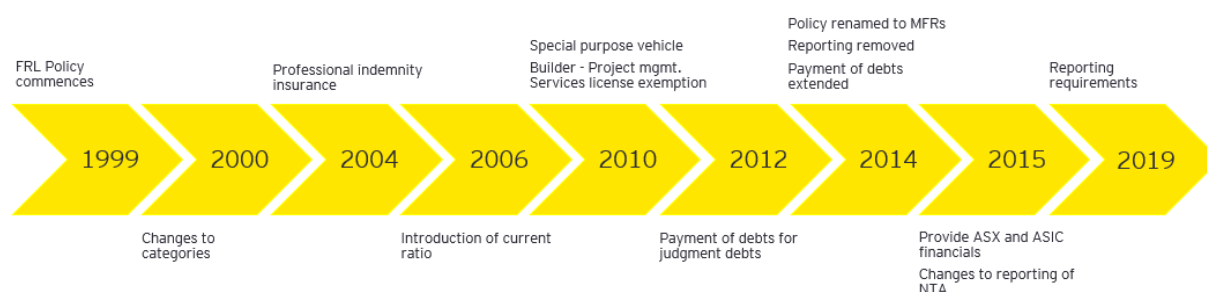 Policy renamed to MFRs
Special purpose vehicle
Reporting removed
FRL Policy
commences
Professional indemnity
insurance
Builder - Project mgmt.
Services license exemption
Payment of debts
extended
Reporting
requirements
1999
2000
2004
2006
2010
2012
2014
2015
2019
Changes to
categories
Introduction of current
ratio
Payment of debts for
judgment debts
Provide ASX and ASIC
financials
Changes to reporting of
NTA